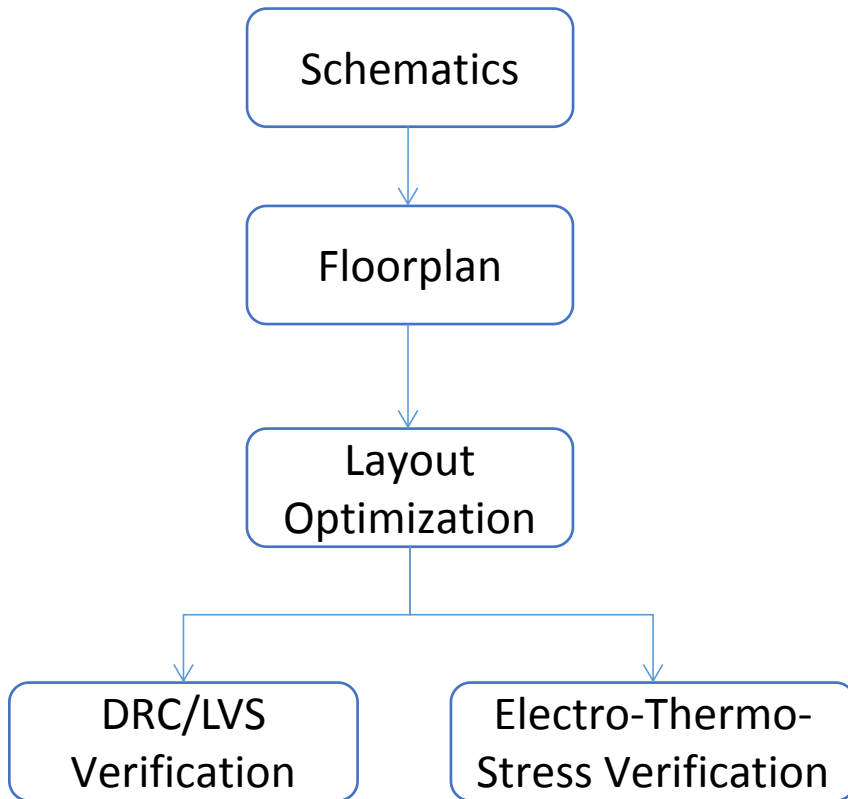 Schematics
Floorplan
Layout
Optimization
DRC/LVS
Verification
Electro-Thermo-
Stress Verification